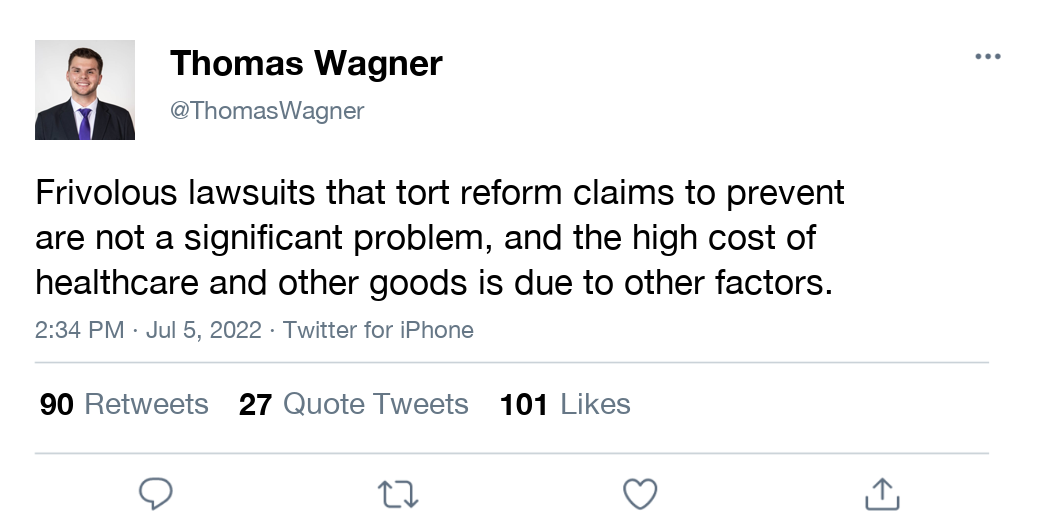 Thomas Wagner
@ThomasWagner
Frivolous lawsuits that tort reform claims to prevent
are not a significant problem, and the high cost of
healthcare and other goods is due to other factors.
2:34 PM · Jul 5, 2022 · Twitter for iPhone
90 Retweets 27 Quote Tweets 101 Likes